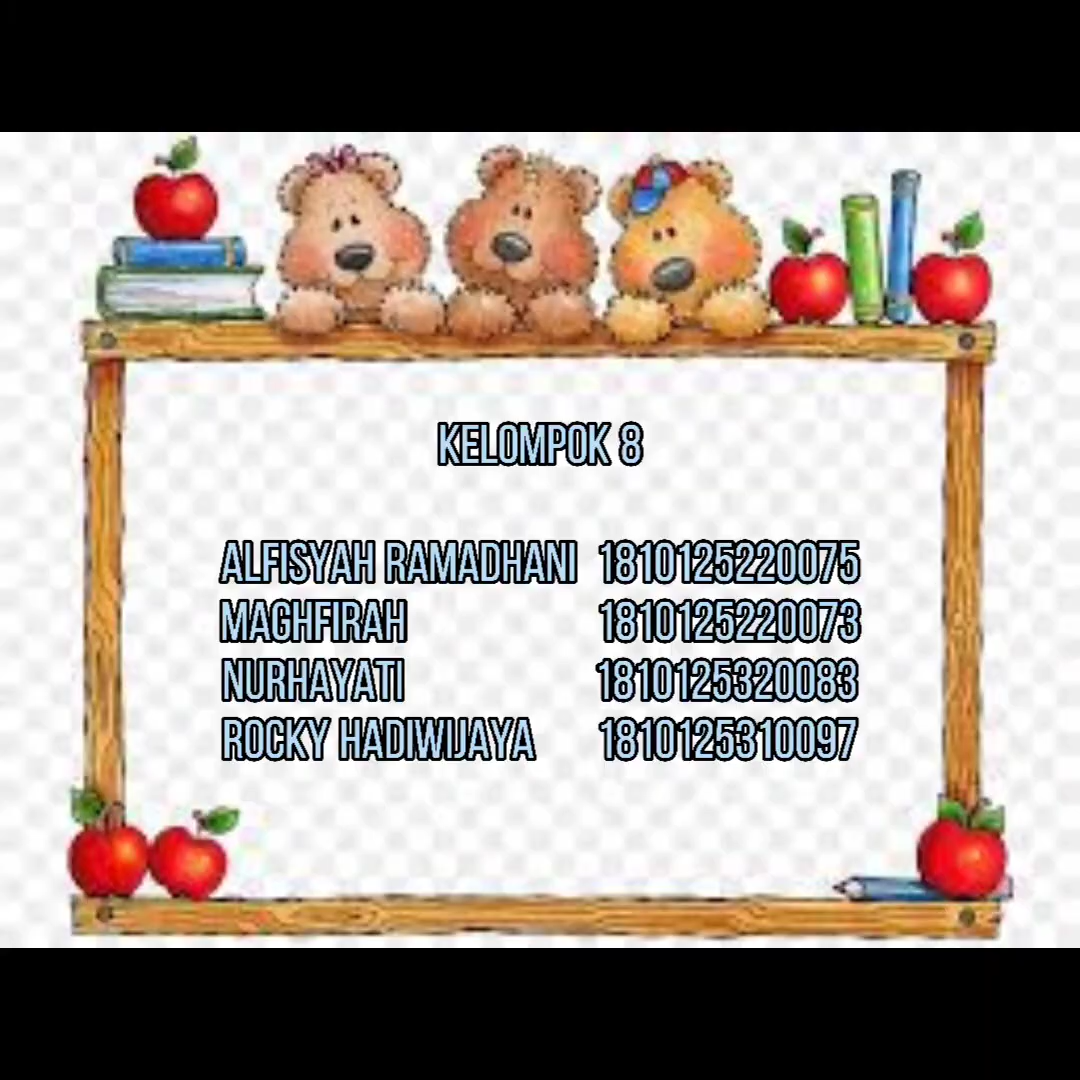 KELOMPOK 8
ALFISYAH RAMADHANI 1810125220075
MAGHFIRAH 1810125220073
NURHAYATI 1810125320083
ROCKY HADIWIJAYA 1810125310097